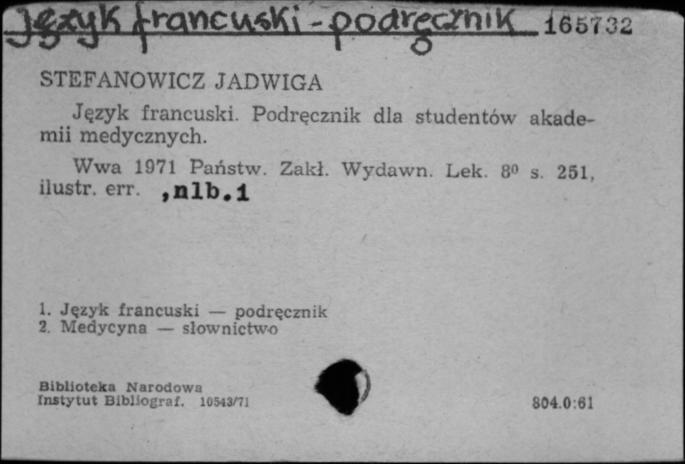 Język francuski - podręcznik 165732
STEFANOWICZ JADWIGA
Język francuski. Podręcznik dla studentów akade-
mii medycznych.
Wwa 1971 Państw. Zakł. Wydawn. Lek. 8⁰ s. 251,
ilustr. err. ,nlb.1
1. Język francuski — podręcznik
2. Medycyna — słownictwo
Biblioteka Narodowa
Instytut Bibliograf. 10543/71 804.0:61